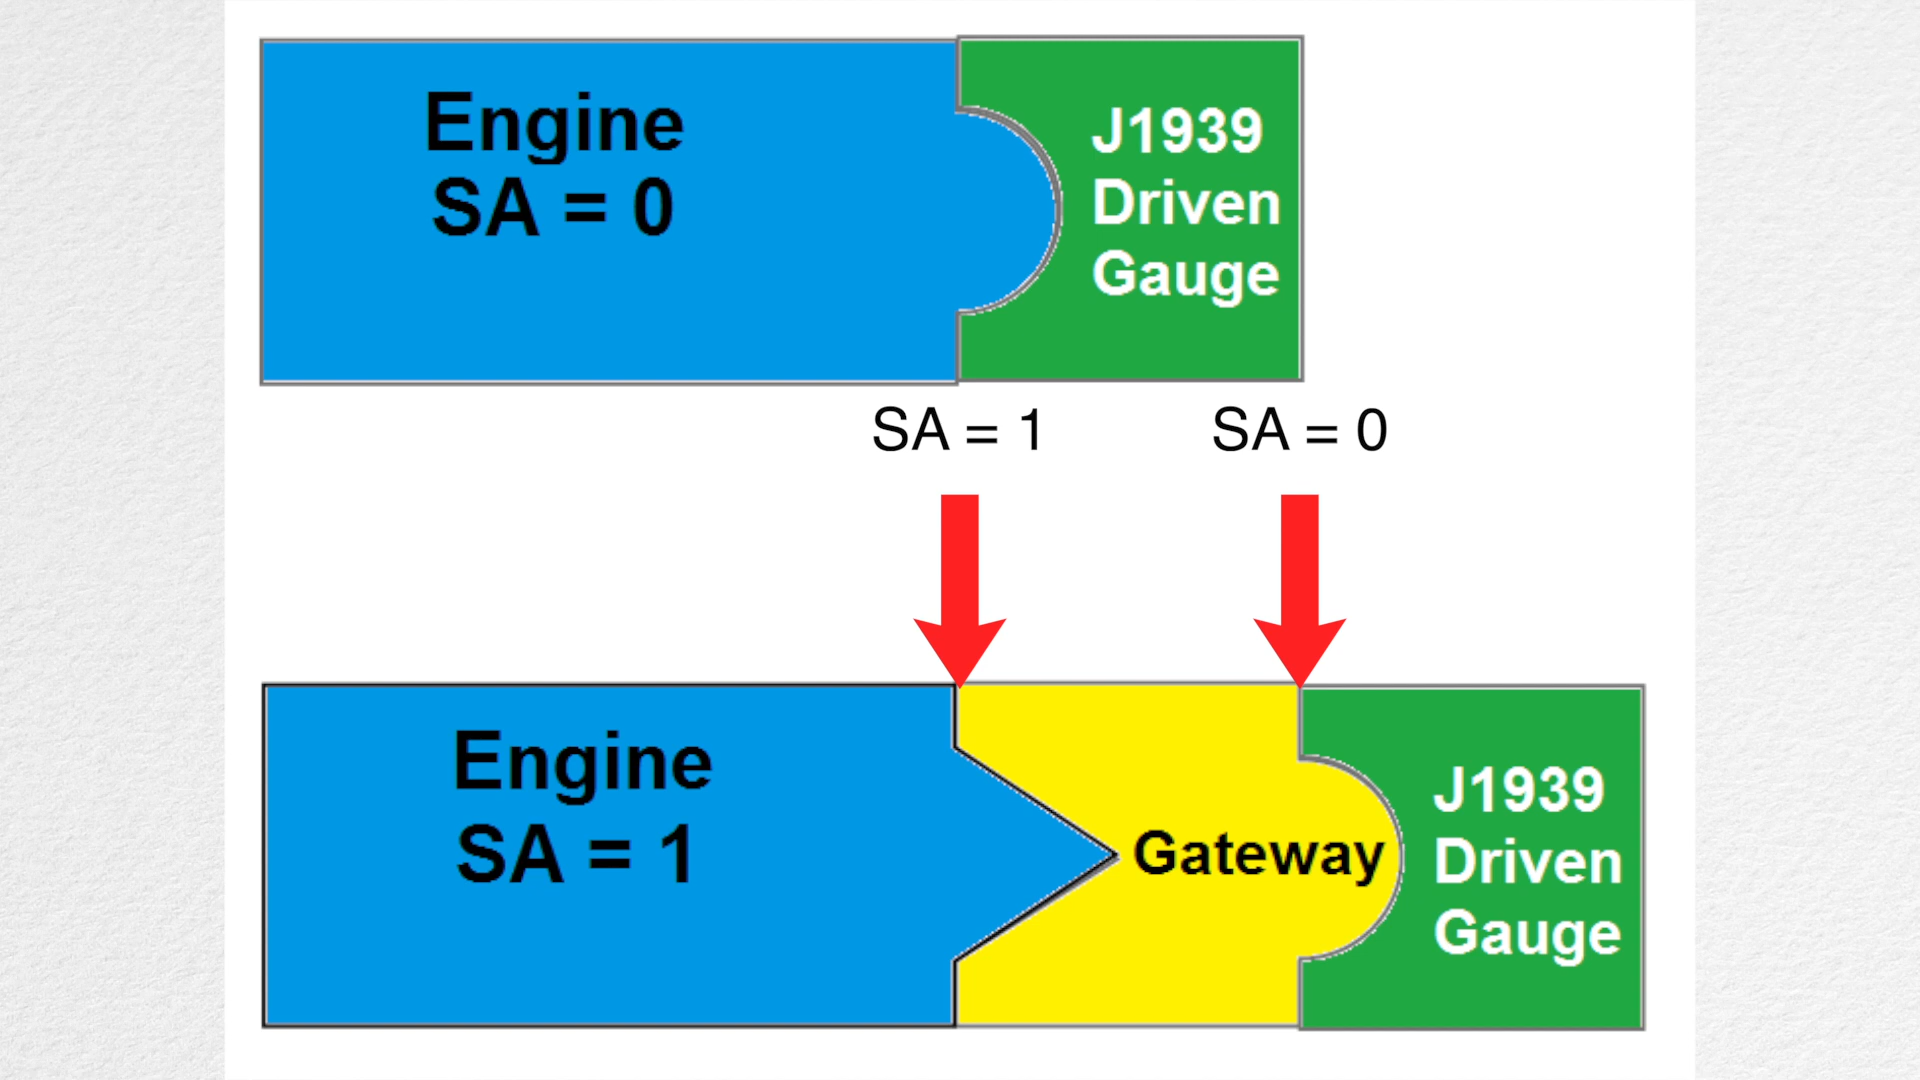 Engine
SA = 0
J1939
Driven
Gauge
SA = 1
SA = 0
Engine
SA = 1
Gateway
J1939
Driven
Gauge